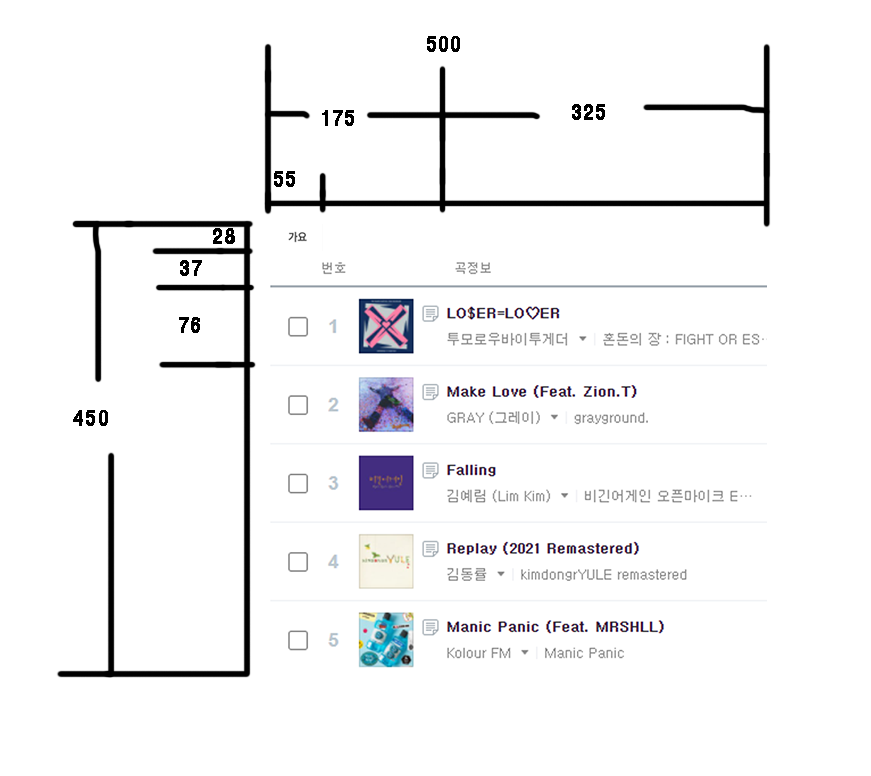 500
175
325
55
28
가요
37
번호 곡정보
76
1 LO$ER=LO♡ER
투모로우바이투게더 혼돈의 장 : FIGHT OR ES
450
2 Make Love (Feat. Zion.T)
GRAY (그레이) grayground.
3 Falling
김예림 (Lim Kim) 비긴어게인 오픈마이크 E…
4 Replay (2021 Remastered)
김동률 kimdongrYULE remastered
5 Manic Panic (Feat. MRSHLL)
Kolour FM Manic Panic